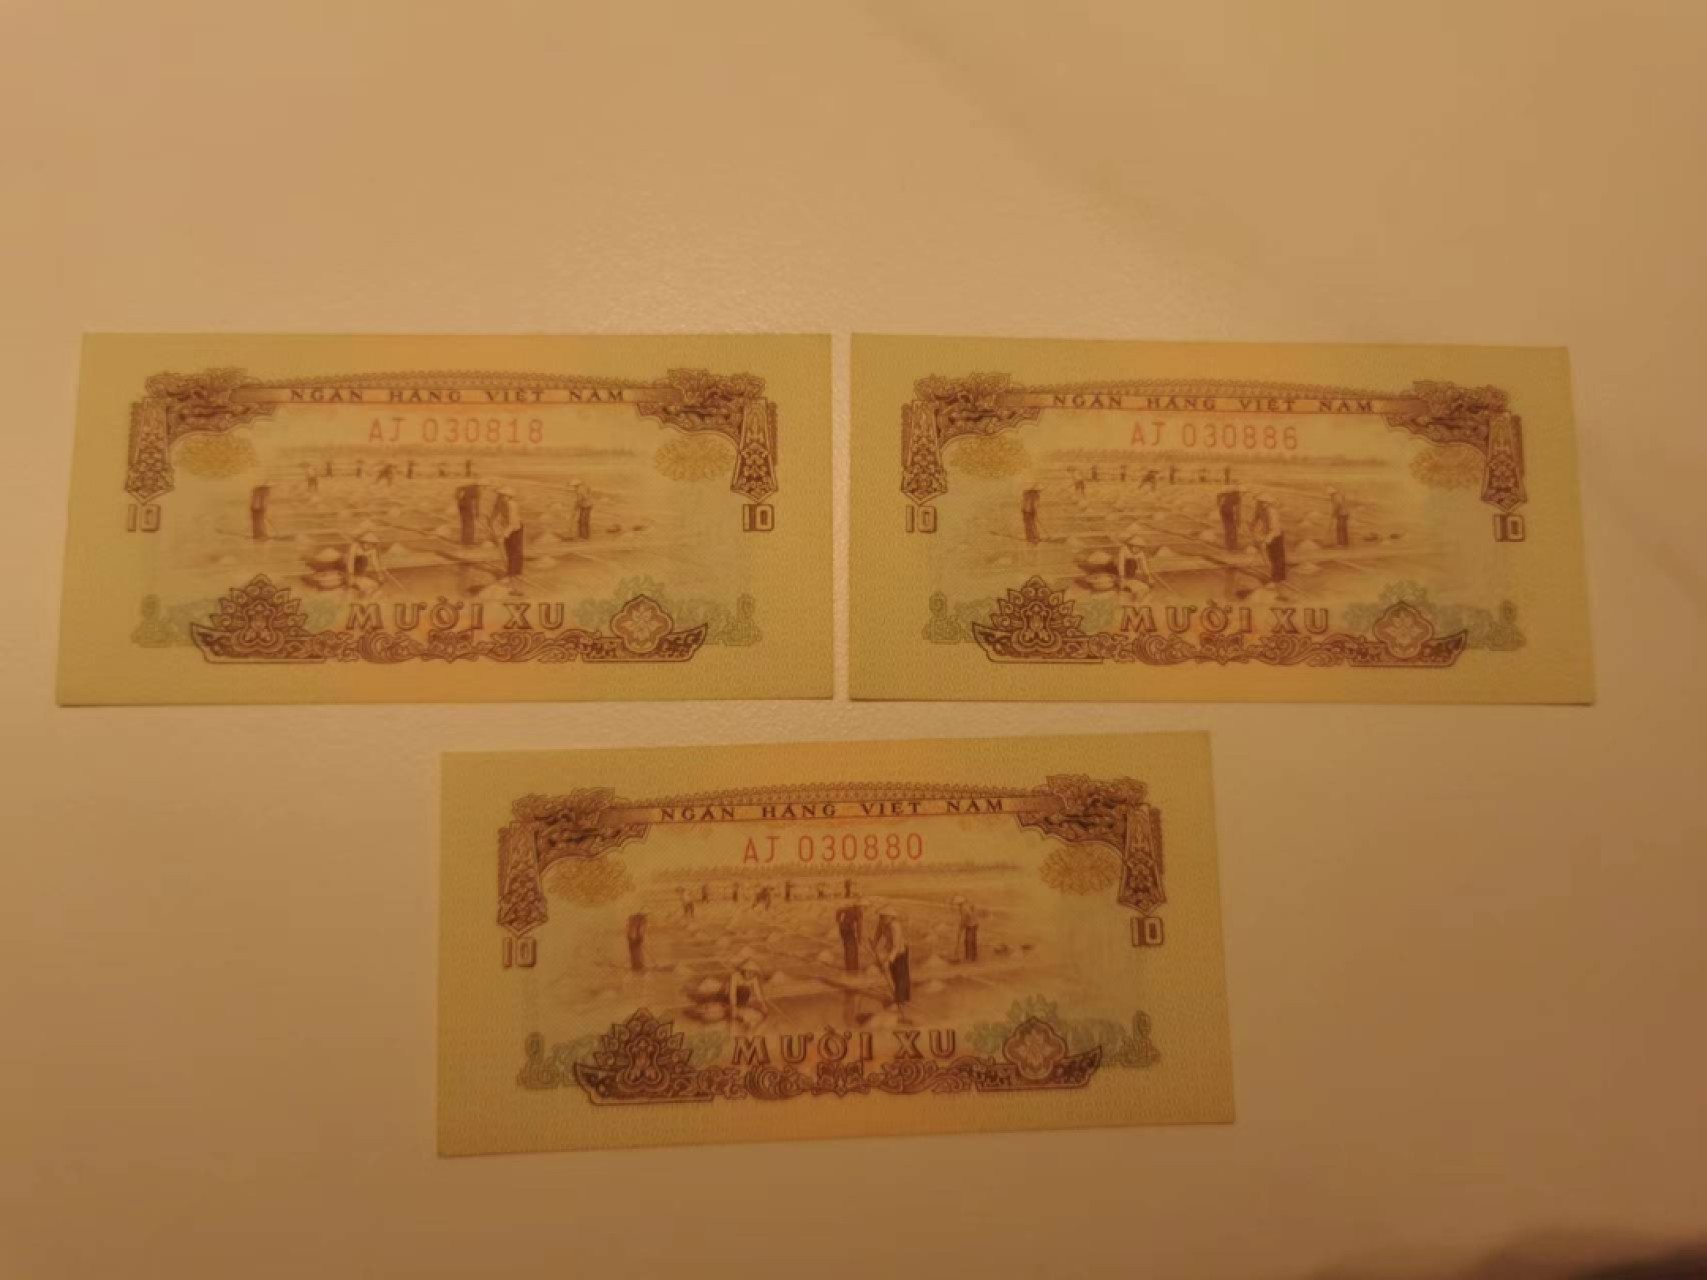 NGÂN HÀNG VIỆT NAM
AJ 030818
10 10
MƯỜI XU
NGÂN HÀNG VIỆT NAM
AJ 030886
10 10
MƯỜI XU
NGÂN HÀNG VIỆT NAM
AJ 030880
10 10
MƯỜI XU